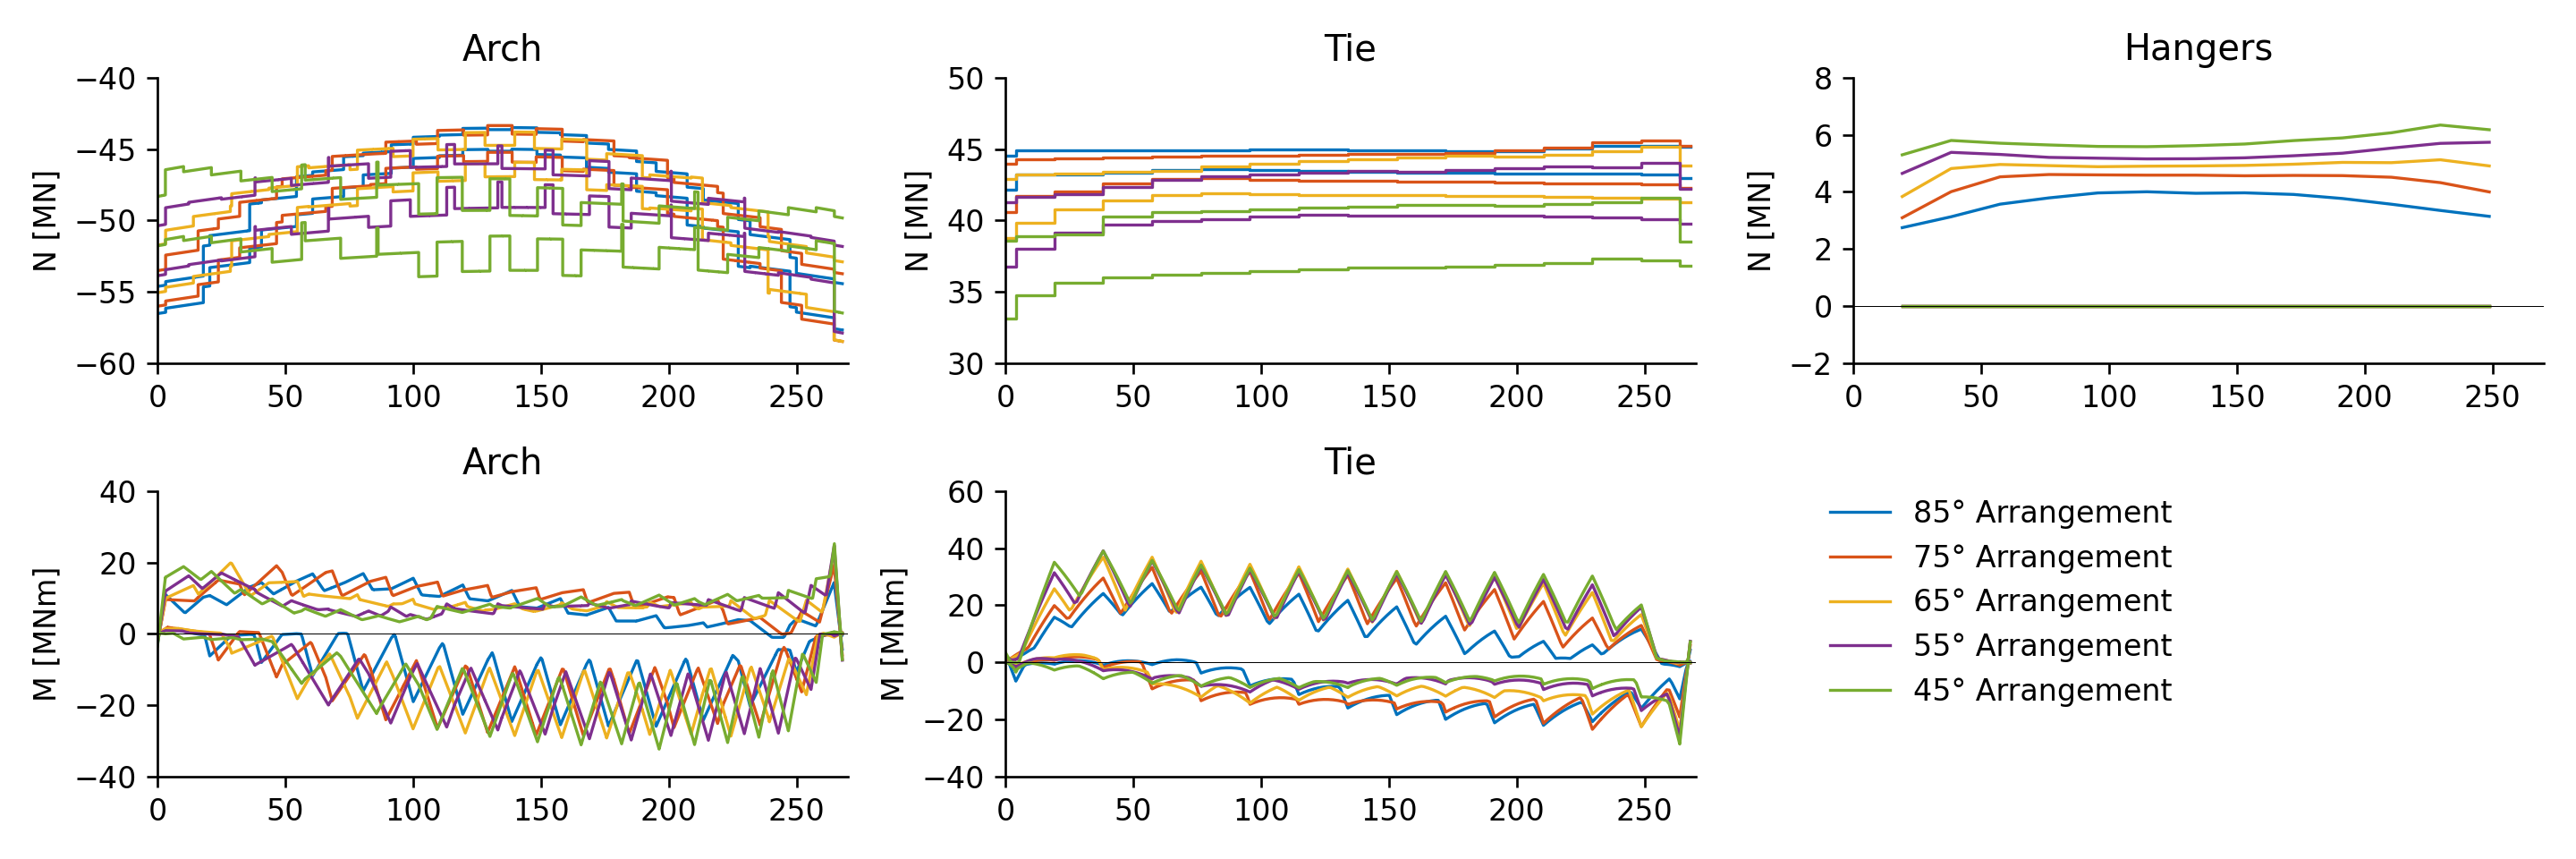 Arch
Tie
Hangers
N [MN]
−40
−45
−50
−55
−60
0 50 100 150 200 250
N [MN]
50
45
40
35
30
0 50 100 150 200 250
N [MN]
8
6
4
2
0
−2
0 50 100 150 200 250
Arch
Tie
M [MNm]
40
20
0
−20
−40
0 50 100 150 200 250
M [MNm]
60
40
20
0
−20
−40
0 50 100 150 200 250
85° Arrangement
75° Arrangement
65° Arrangement
55° Arrangement
45° Arrangement